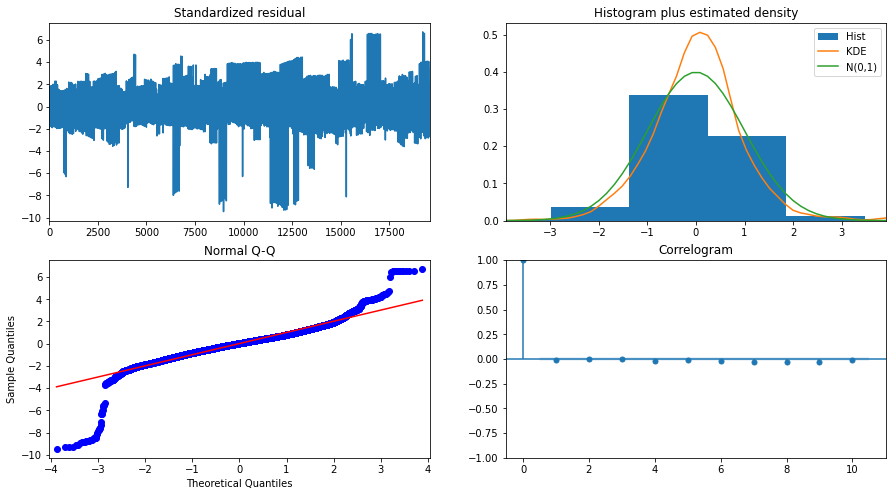 Standardized residual
6
4
2
0
−2
−4
−6
−8
−10
0 2500 5000 7500 10000 12500 15000 17500
Histogram plus estimated density
Hist
KDE
N(0,1)
0.5
0.4
0.3
0.2
0.1
0.0
−3 −2 −1 0 1 2 3
Normal Q-Q
Sample Quantiles
6
4
2
0
−2
−4
−6
−8
−10
−4 −3 −2 −1 0 1 2 3 4
Theoretical Quantiles
Correlogram
1.00
0.75
0.50
0.25
0.00
−0.25
−0.50
−0.75
−1.00
0 2 4 6 8 10